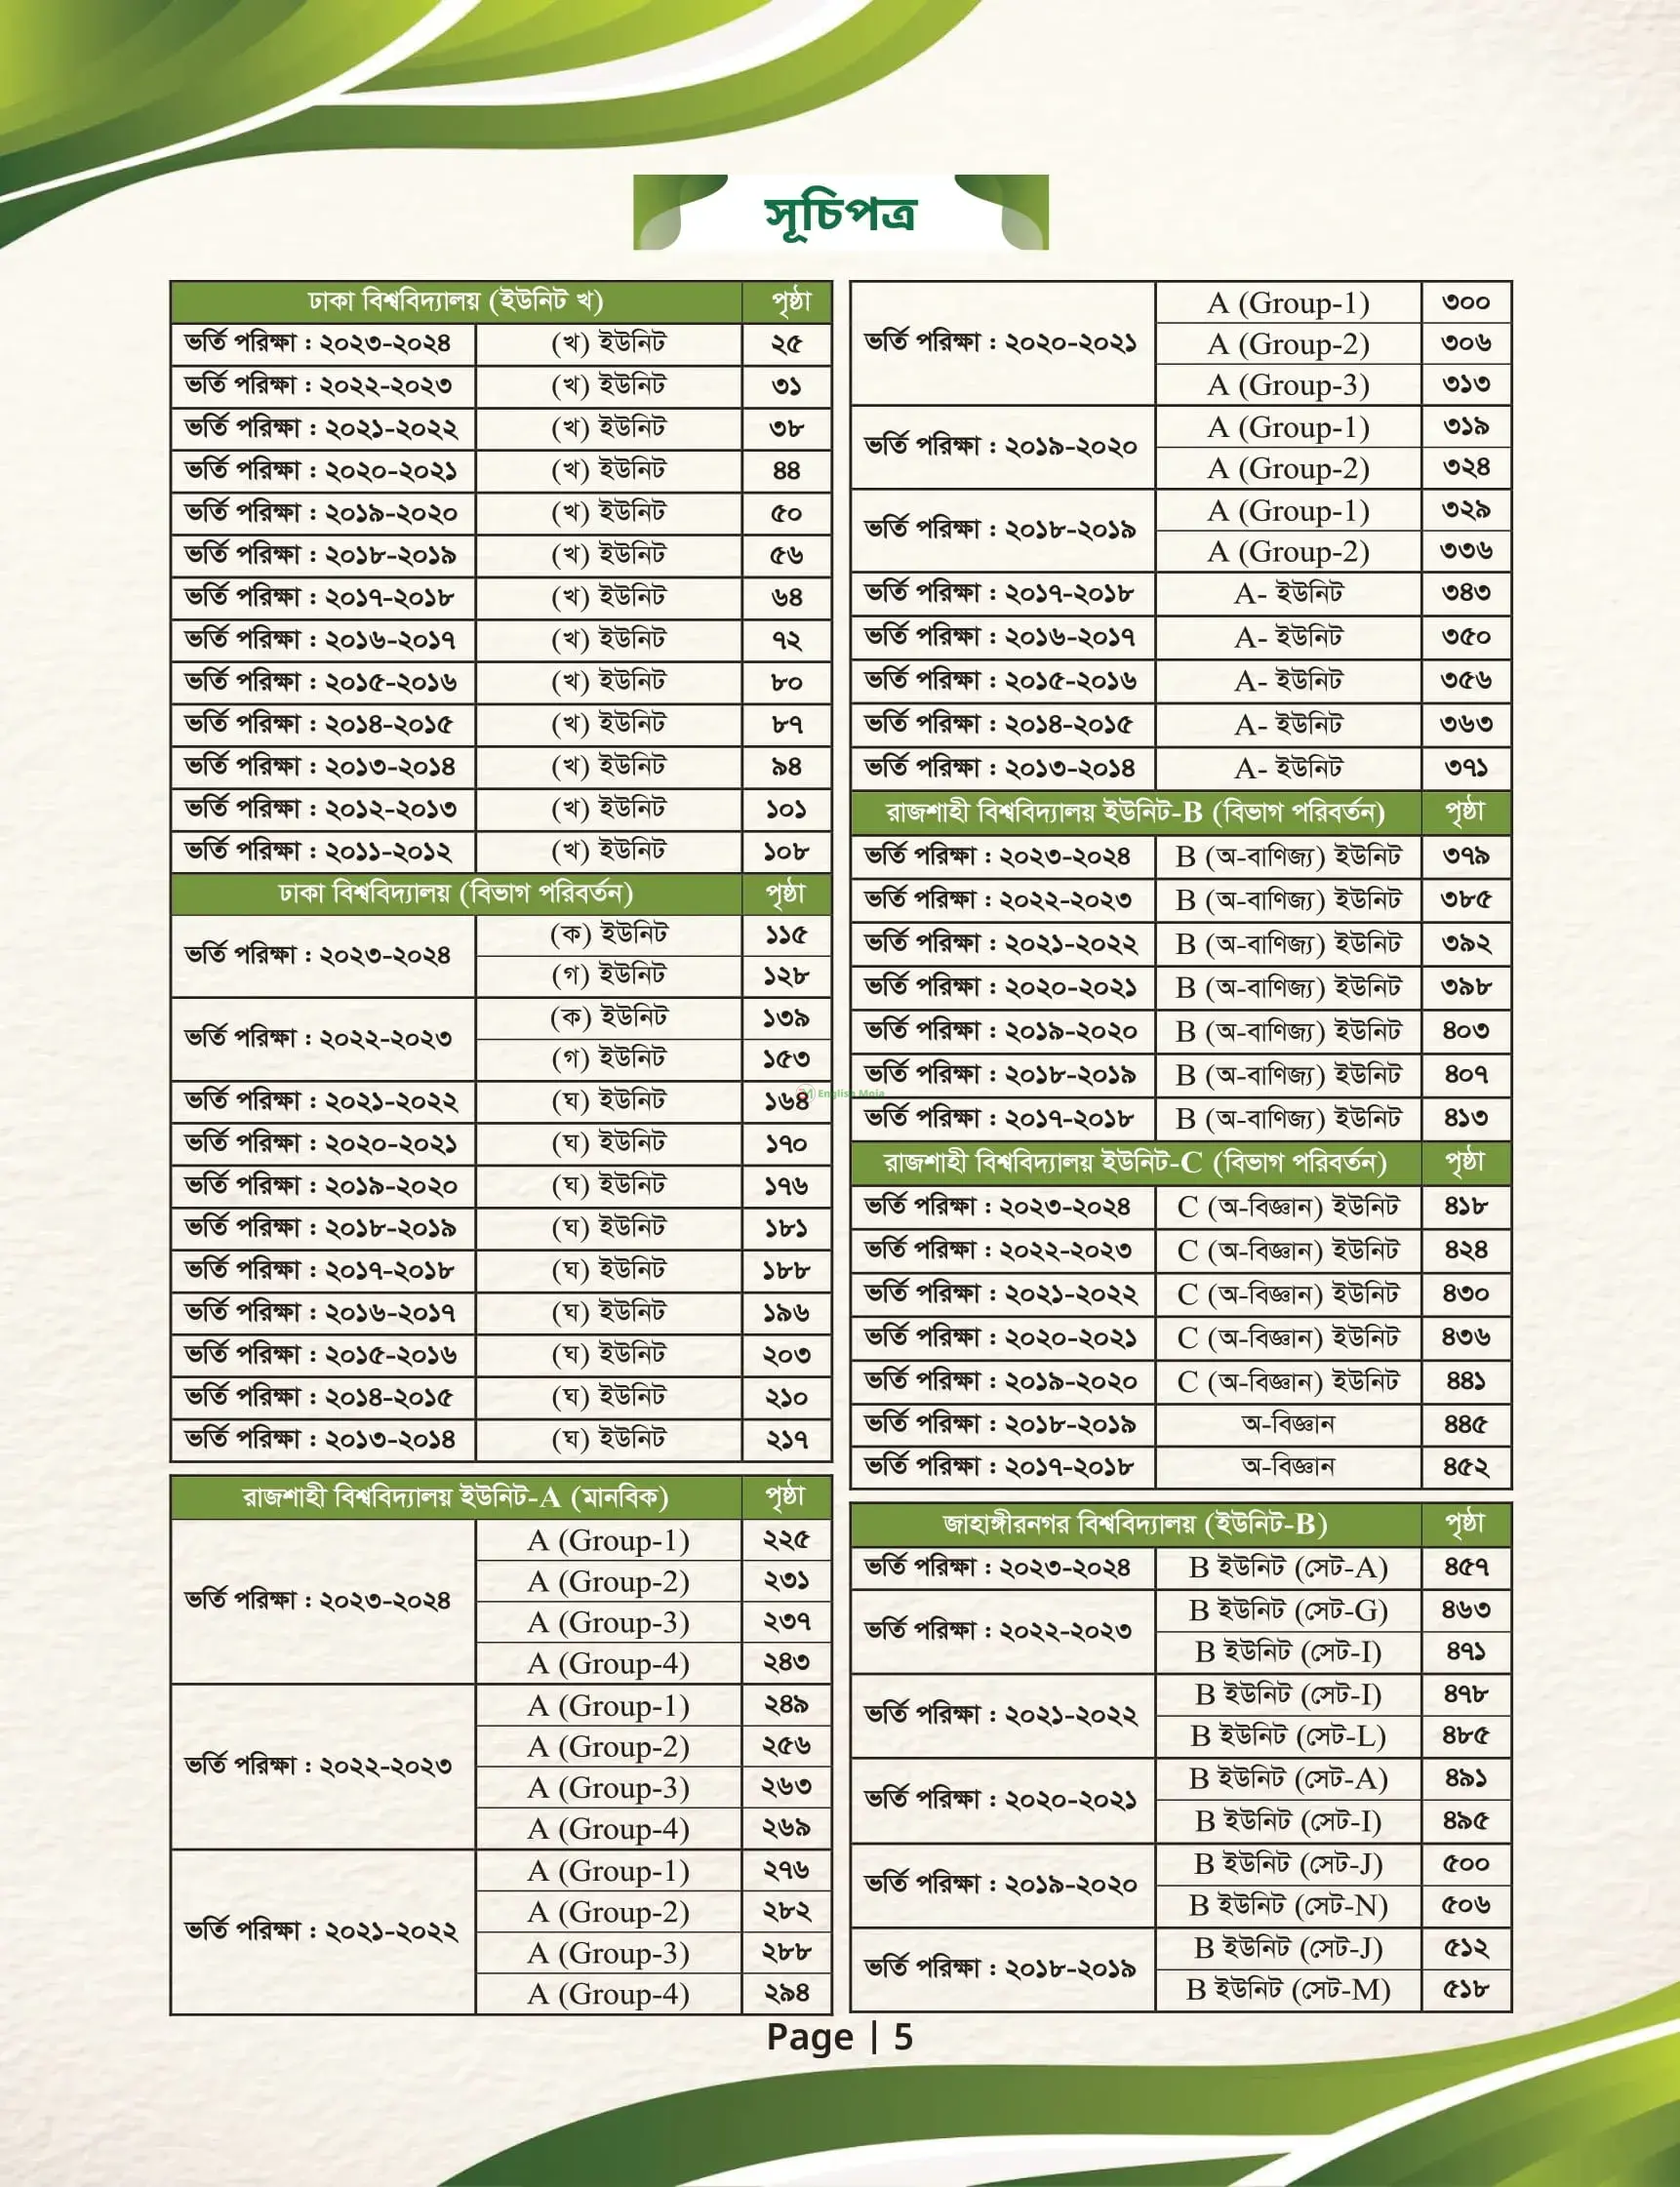 সূচিপত্র
ঢাকা বিশ্ববিদ্যালয় (ইউনিট খ) পৃষ্ঠা
ভর্তি পরিক্ষা : ২০২৩-২০২৪ (খ) ইউনিট ২৫
ভর্তি পরিক্ষা : ২০২২-২০২৩ (খ) ইউনিট ৩১
ভর্তি পরিক্ষা : ২০২১-২০২২ (খ) ইউনিট ৩৮
ভর্তি পরিক্ষা : ২০২০-২০২১ (খ) ইউনিট ৪৪
ভর্তি পরিক্ষা : ২০১৯-২০২০ (খ) ইউনিট ৫০
ভর্তি পরিক্ষা : ২০১৮-২০১৯ (খ) ইউনিট ৫৬
ভর্তি পরিক্ষা : ২০১৭-২০১৮ (খ) ইউনিট ৬৪
ভর্তি পরিক্ষা : ২০১৬-২০১৭ (খ) ইউনিট ৭২
ভর্তি পরিক্ষা : ২০১৫-২০১৬ (খ) ইউনিট ৮০
ভর্তি পরিক্ষা : ২০১৪-২০১৫ (খ) ইউনিট ৮৭
ভর্তি পরিক্ষা : ২০১৩-২০১৪ (খ) ইউনিট ৯৪
ভর্তি পরিক্ষা : ২০১২-২০১৩ (খ) ইউনিট ১০১
ভর্তি পরিক্ষা : ২০১১-২০১২ (খ) ইউনিট ১০৮
ঢাকা বিশ্ববিদ্যালয় (বিভাগ পরিবর্তন) পৃষ্ঠা
ভর্তি পরিক্ষা : ২০২৩-২০২৪ (ক) ইউনিট ১১৫
(গ) ইউনিট ১২৮
ভর্তি পরিক্ষা : ২০২২-২০২৩ (ক) ইউনিট ১৩৯
(গ) ইউনিট ১৫৩
ভর্তি পরিক্ষা : ২০২১-২০২২ (ঘ) ইউনিট ১৬৪
ভর্তি পরিক্ষা : ২০২০-২০২১ (ঘ) ইউনিট ১৭০
ভর্তি পরিক্ষা : ২০১৯-২০২০ (ঘ) ইউনিট ১৭৬
ভর্তি পরিক্ষা : ২০১৮-২০১৯ (ঘ) ইউনিট ১৮১
ভর্তি পরিক্ষা : ২০১৭-২০১৮ (ঘ) ইউনিট ১৮৮
ভর্তি পরিক্ষা : ২০১৬-২০১৭ (ঘ) ইউনিট ১৯৬
ভর্তি পরিক্ষা : ২০১৫-২০১৬ (ঘ) ইউনিট ২০৩
ভর্তি পরিক্ষা : ২০১৪-২০১৫ (ঘ) ইউনিট ২১০
ভর্তি পরিক্ষা : ২০১৩-২০১৪ (ঘ) ইউনিট ২১৭
রাজশাহী বিশ্ববিদ্যালয় ইউনিট-A (মানবিক) পৃষ্ঠা
ভর্তি পরিক্ষা : ২০২৩-২০২৪ A (Group-1) ২২৫
A (Group-2) ২৩১
A (Group-3) ২৩৭
A (Group-4) ২৪৩
ভর্তি পরিক্ষা : ২০২২-২০২৩ A (Group-1) ২৪৯
A (Group-2) ২৫৬
A (Group-3) ২৬৩
A (Group-4) ২৬৯
ভর্তি পরিক্ষা : ২০২১-২০২২ A (Group-1) ২৭৬
A (Group-2) ২৮২
A (Group-3) ২৮৮
A (Group-4) ২৯৪
ভর্তি পরিক্ষা : ২০২০-২০২১ A (Group-1) ৩০০
A (Group-2) ৩০৬
A (Group-3) ৩১৩
ভর্তি পরিক্ষা : ২০১৯-২০২০ A (Group-1) ৩১৯
A (Group-2) ৩২৪
ভর্তি পরিক্ষা : ২০১৮-২০১৯ A (Group-1) ৩২৯
A (Group-2) ৩৩৬
ভর্তি পরিক্ষা : ২০১৭-২০১৮ A- ইউনিট ৩৪৩
ভর্তি পরিক্ষা : ২০১৬-২০১৭ A- ইউনিট ৩৫০
ভর্তি পরিক্ষা : ২০১৫-২০১৬ A- ইউনিট ৩৫৬
ভর্তি পরিক্ষা : ২০১৪-২০১৫ A- ইউনিট ৩৬৩
ভর্তি পরিক্ষা : ২০১৩-২০১৪ A- ইউনিট ৩৭১
রাজশাহী বিশ্ববিদ্যালয় ইউনিট-B (বিভাগ পরিবর্তন) পৃষ্ঠা
ভর্তি পরিক্ষা : ২০২৩-২০২৪ B (অ-বাণিজ্য) ইউনিট ৩৭৯
ভর্তি পরিক্ষা : ২০২২-২০২৩ B (অ-বাণিজ্য) ইউনিট ৩৮৫
ভর্তি পরিক্ষা : ২০২১-২০২২ B (অ-বাণিজ্য) ইউনিট ৩৯২
ভর্তি পরিক্ষা : ২০২০-২০২১ B (অ-বাণিজ্য) ইউনিট ৩৯৮
ভর্তি পরিক্ষা : ২০১৯-২০২০ B (অ-বাণিজ্য) ইউনিট ৪০৩
ভর্তি পরিক্ষা : ২০১৮-২০১৯ B (অ-বাণিজ্য) ইউনিট ৪০৭
English Moja
ভর্তি পরিক্ষা : ২০১৭-২০১৮ B (অ-বাণিজ্য) ইউনিট ৪১৩
রাজশাহী বিশ্ববিদ্যালয় ইউনিট-C (বিভাগ পরিবর্তন) পৃষ্ঠা
ভর্তি পরিক্ষা : ২০২৩-২০২৪ C (অ-বিজ্ঞান) ইউনিট ৪১৮
ভর্তি পরিক্ষা : ২০২২-২০২৩ C (অ-বিজ্ঞান) ইউনিট ৪২৪
ভর্তি পরিক্ষা : ২০২১-২০২২ C (অ-বিজ্ঞান) ইউনিট ৪৩০
ভর্তি পরিক্ষা : ২০২০-২০২১ C (অ-বিজ্ঞান) ইউনিট ৪৩৬
ভর্তি পরিক্ষা : ২০১৯-২০২০ C (অ-বিজ্ঞান) ইউনিট ৪৪১
ভর্তি পরিক্ষা : ২০১৮-২০১৯ অ-বিজ্ঞান ৪৪৫
ভর্তি পরিক্ষা : ২০১৭-২০১৮ অ-বিজ্ঞান ৪৫২
জাহাঙ্গীরনগর বিশ্ববিদ্যালয় (ইউনিট-B) পৃষ্ঠা
ভর্তি পরিক্ষা : ২০২৩-২০২৪ B ইউনিট (সেট-A) ৪৫৭
ভর্তি পরিক্ষা : ২০২২-২০২৩ B ইউনিট (সেট-G) ৪৬৩
B ইউনিট (সেট-I) ৪৭১
ভর্তি পরিক্ষা : ২০২১-২০২২ B ইউনিট (সেট-I) ৪৭৮
B ইউনিট (সেট-L) ৪৮৫
ভর্তি পরিক্ষা : ২০২০-২০২১ B ইউনিট (সেট-A) ৪৯১
B ইউনিট (সেট-I) ৪৯৫
ভর্তি পরিক্ষা : ২০১৯-২০২০ B ইউনিট (সেট-J) ৫০০
B ইউনিট (সেট-N) ৫০৬
ভর্তি পরিক্ষা : ২০১৮-২০১৯ B ইউনিট (সেট-J) ৫১২
B ইউনিট (সেট-M) ৫১৮
Page | 5